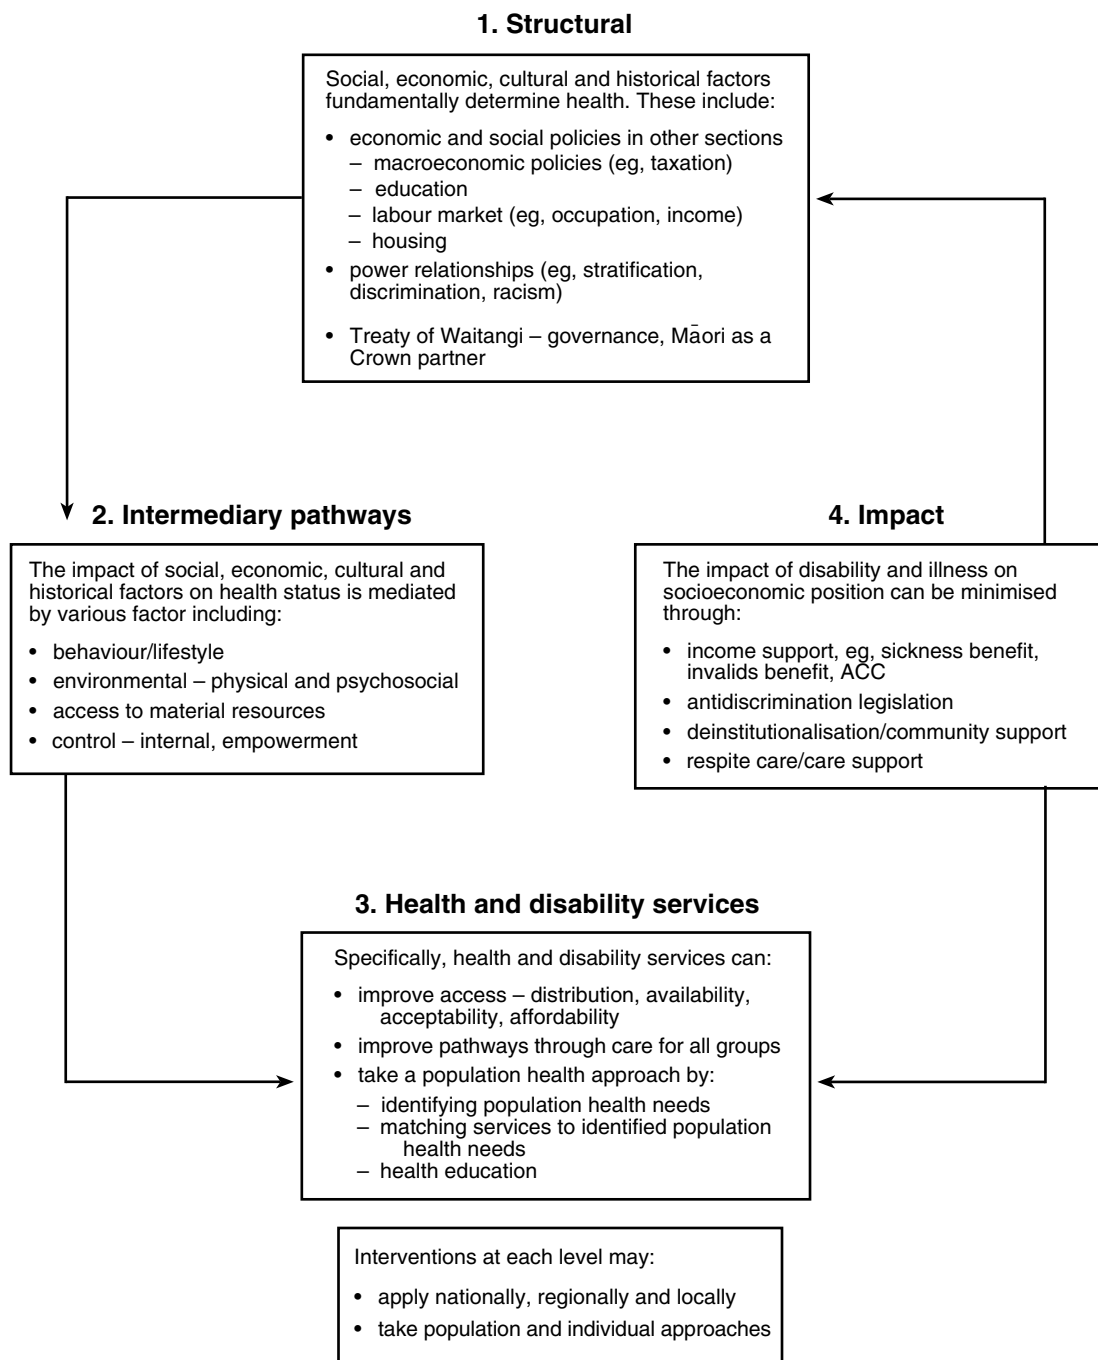 1. Structural
Social, economic, cultural and historical factors
fundamentally determine health. These include:
• economic and social policies in other sections
– macroeconomic policies (eg, taxation)
– education
– labour market (eg, occupation, income)
– housing
• power relationships (eg, stratification,
discrimination, racism)
• Treaty of Waitangi – governance, Māori as a
Crown partner
2. Intermediary pathways
The impact of social, economic, cultural and
historical factors on health status is mediated
by various factor including:
• behaviour/lifestyle
• environmental – physical and psychosocial
• access to material resources
• control – internal, empowerment
4. Impact
The impact of disability and illness on
socioeconomic position can be minimised
through:
• income support, eg, sickness benefit,
invalids benefit, ACC
• antidiscrimination legislation
• deinstitutionalisation/community support
• respite care/care support
3. Health and disability services
Specifically, health and disability services can:
• improve access – distribution, availability,
acceptability, affordability
• improve pathways through care for all groups
• take a population health approach by:
– identifying population health needs
– matching services to identified population
health needs
– health education
Interventions at each level may:
• apply nationally, regionally and locally
• take population and individual approaches